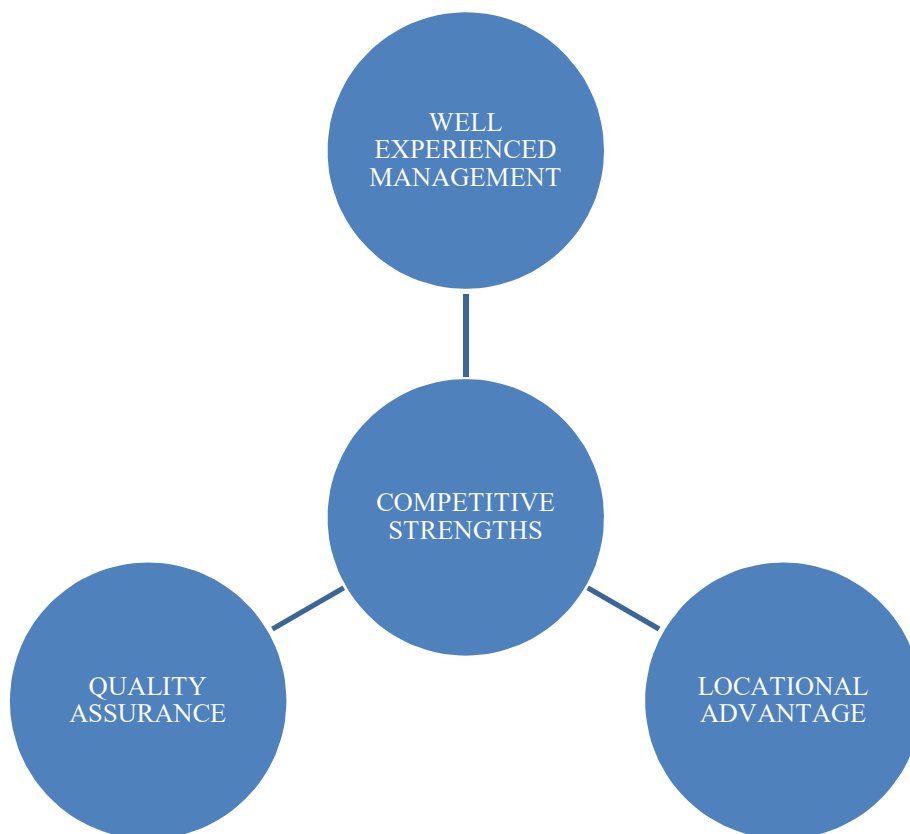 WELL
EXPERIENCED
MANAGEMENT
COMPETITIVE
STRENGTHS
QUALITY
ASSURANCE
LOCATIONAL
ADVANTAGE